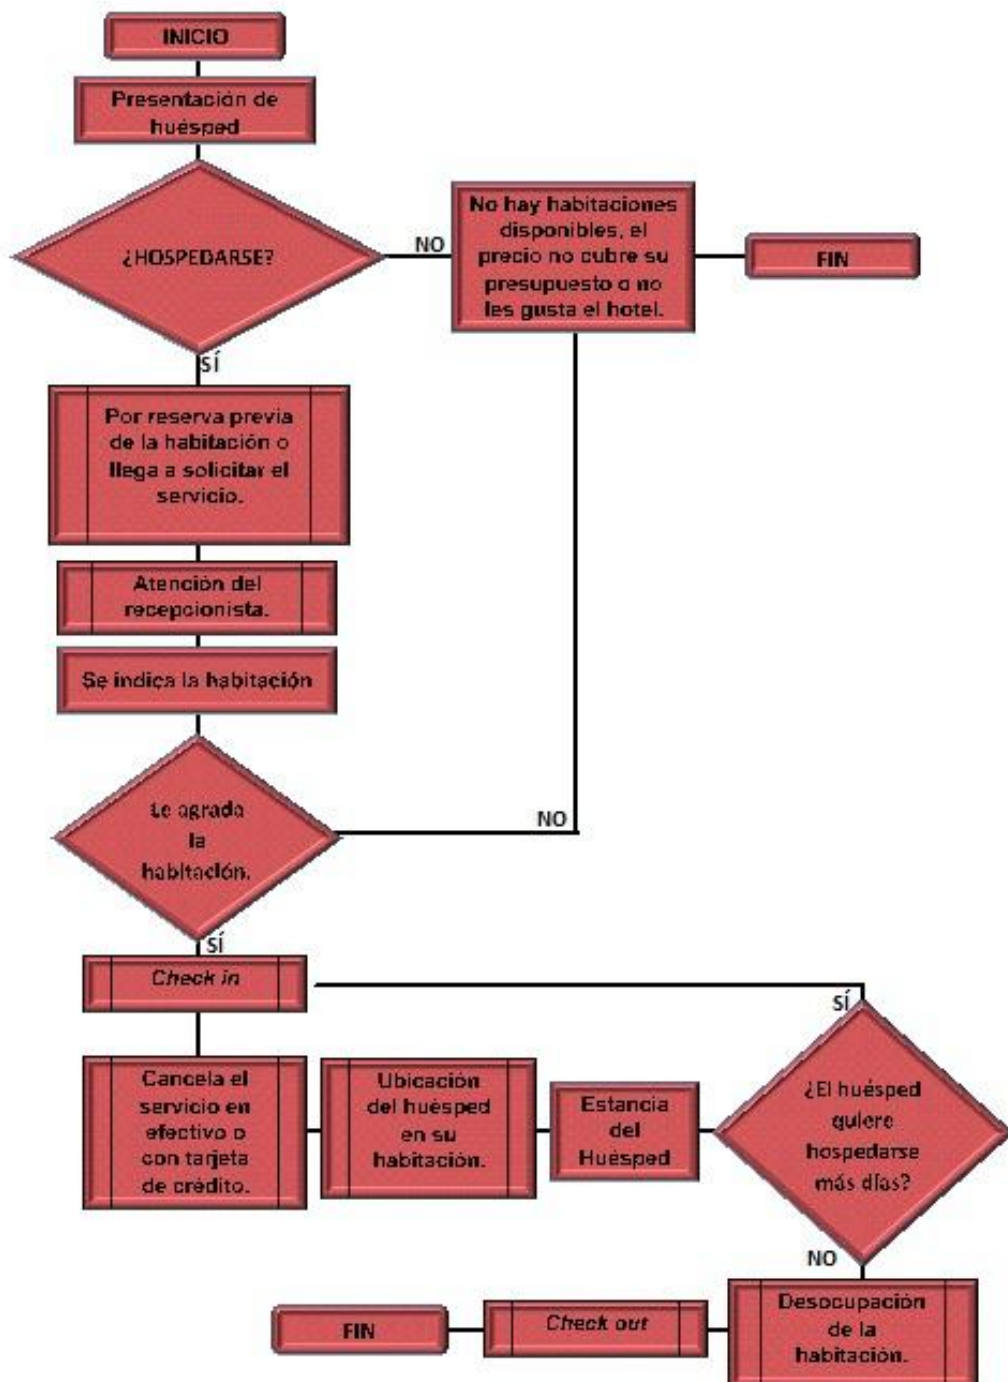 INICIO
Presentación de
huésped
¿HOSPEDARSE?
NO
No hay habitaciones
disponibles, el
precio no cubre su
presupuesto o no
les gusta el hotel.
FIN
SÍ
Por reserva previa
de la habitación o
llega a solicitar el
servicio.
Atención del
recepcionista.
Se indica la habitación
Le agrada
la
habitación.
NO
SÍ
Check in
SÍ
Cancela el
servicio en
efectivo o
con tarjeta
de crédito.
Ubicación
del huésped
en su
habitación.
Estancia
del
Huésped
¿El huésped
quiere
hospedarse
más días?
NO
Desocupación
de la
habitación.
Check out
FIN